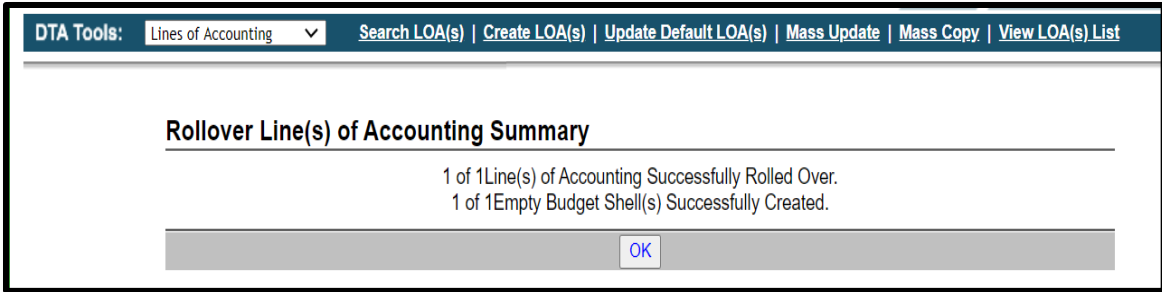 DTA Tools: Lines of Accounting Search LOA(s) | Create LOA(s) | Update Default LOA(s) | Mass Update | Mass Copy | View LOA(s) List
Rollover Line(s) of Accounting Summary
1 of 1Line(s) of Accounting Successfully Rolled Over.
1 of 1Empty Budget Shell(s) Successfully Created.
OK